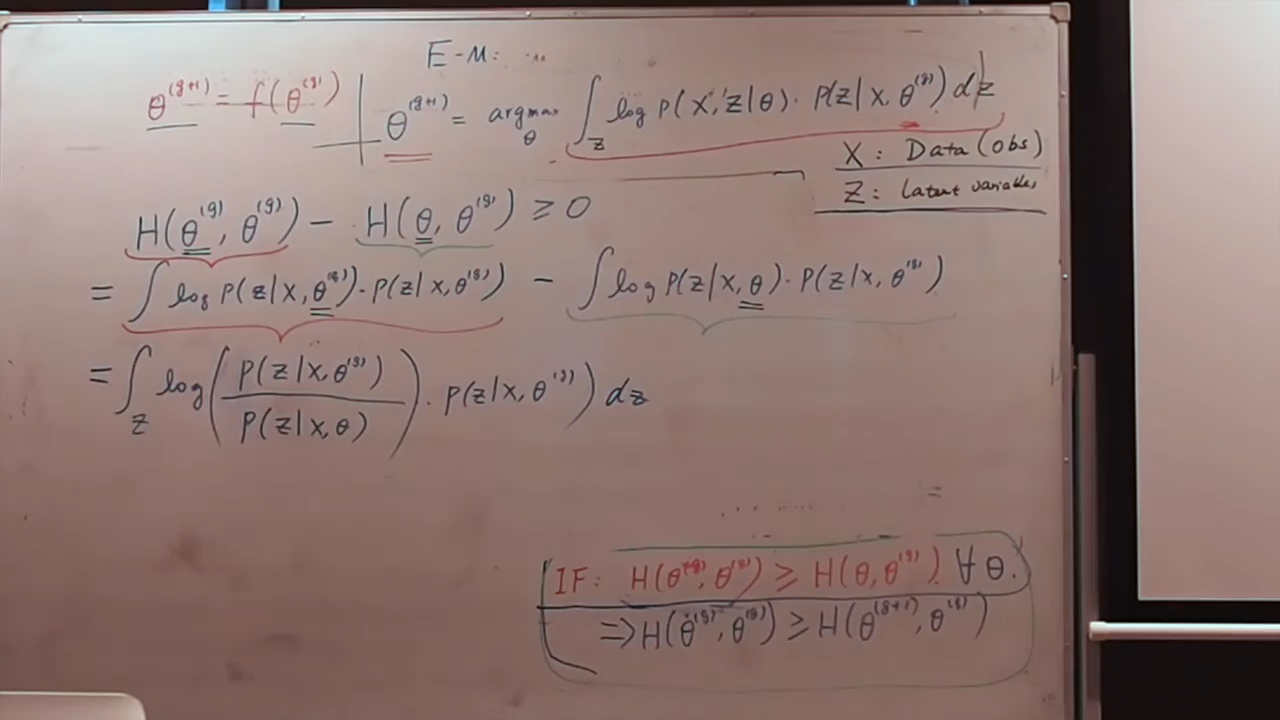 E-M:
θ^(g+1) = f(θ^(g))
θ^(g+1) = argmax_θ ∫_z log p(x,z|θ) · p(z|x,θ^(g)) dz
X: Data (obs)
Z: latent variables
H(θ^(g), θ^(g)) − H(θ, θ^(g)) ≥ 0
= ∫ log p(z|x,θ^(g)) · p(z|x,θ^(g)) − ∫ log p(z|x,θ) · p(z|x,θ^(g))
= ∫_z log( p(z|x,θ^(g)) / p(z|x,θ) ) · p(z|x,θ^(g)) ) dz
IF: H(θ^(g), θ^(g)) ≥ H(θ, θ^(g)) ∀ θ.
⇒ H(θ^(g), θ^(g)) ≥ H(θ^(g+1), θ^(g))